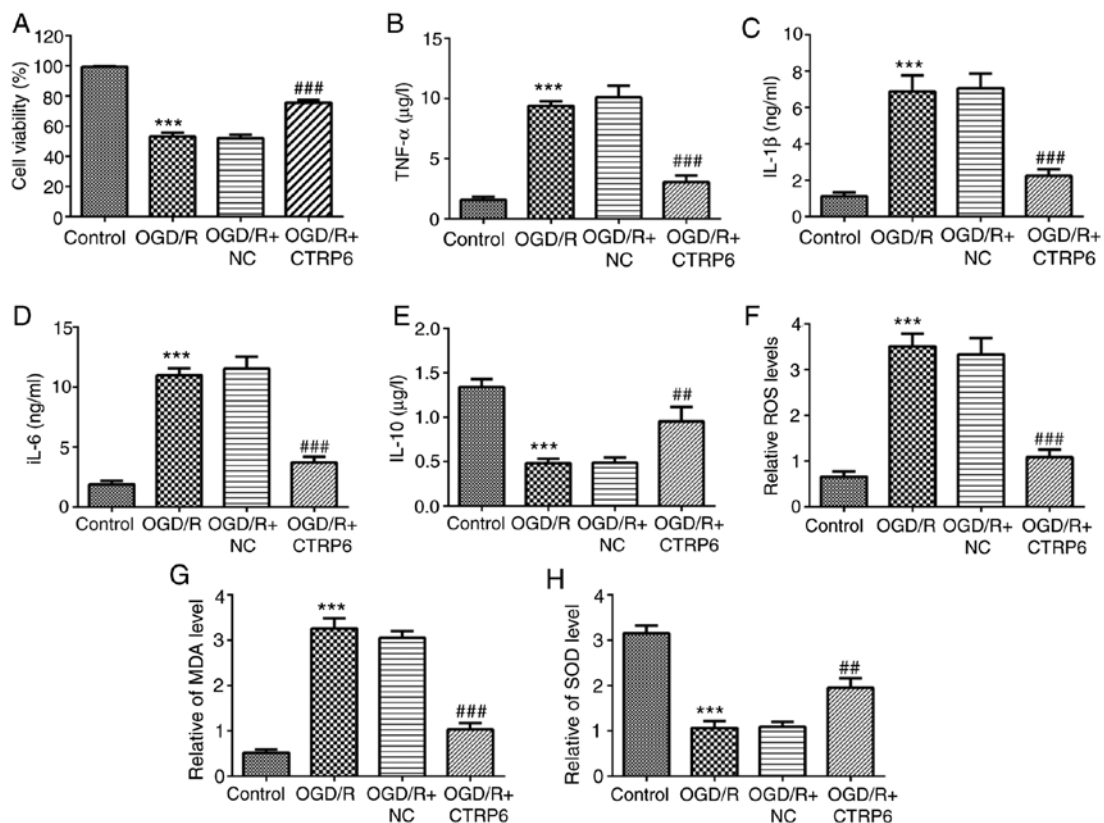 A
Cell viability (%)
120
100
80
60
40
20
0
***
###
Control
OGD/R
OGD/R+
NC
OGD/R+
CTRP6
B
TNF-α (µg/l)
15
10
5
0
***
###
Control
OGD/R
OGD/R+
NC
OGD/R+
CTRP6
C
IL-1β (ng/ml)
10
8
6
4
2
0
***
###
Control
OGD/R
OGD/R+
NC
OGD/R+
CTRP6
D
iL-6 (ng/ml)
15
10
5
0
***
###
Control
OGD/R
OGD/R+
NC
OGD/R+
CTRP6
E
IL-10 (µg/l)
2.0
1.5
1.0
0.5
0.0
***
##
Control
OGD/R
OGD/R+
NC
OGD/R+
CTRP6
F
Relative ROS levels
4
3
2
1
0
***
###
Control
OGD/R
OGD/R+
NC
OGD/R+
CTRP6
G
Relative of MDA level
4
3
2
1
0
***
###
Control
OGD/R
OGD/R+
NC
OGD/R+
CTRP6
H
Relative of SOD level
4
3
2
1
0
***
##
Control
OGD/R
OGD/R+
NC
OGD/R+
CTRP6